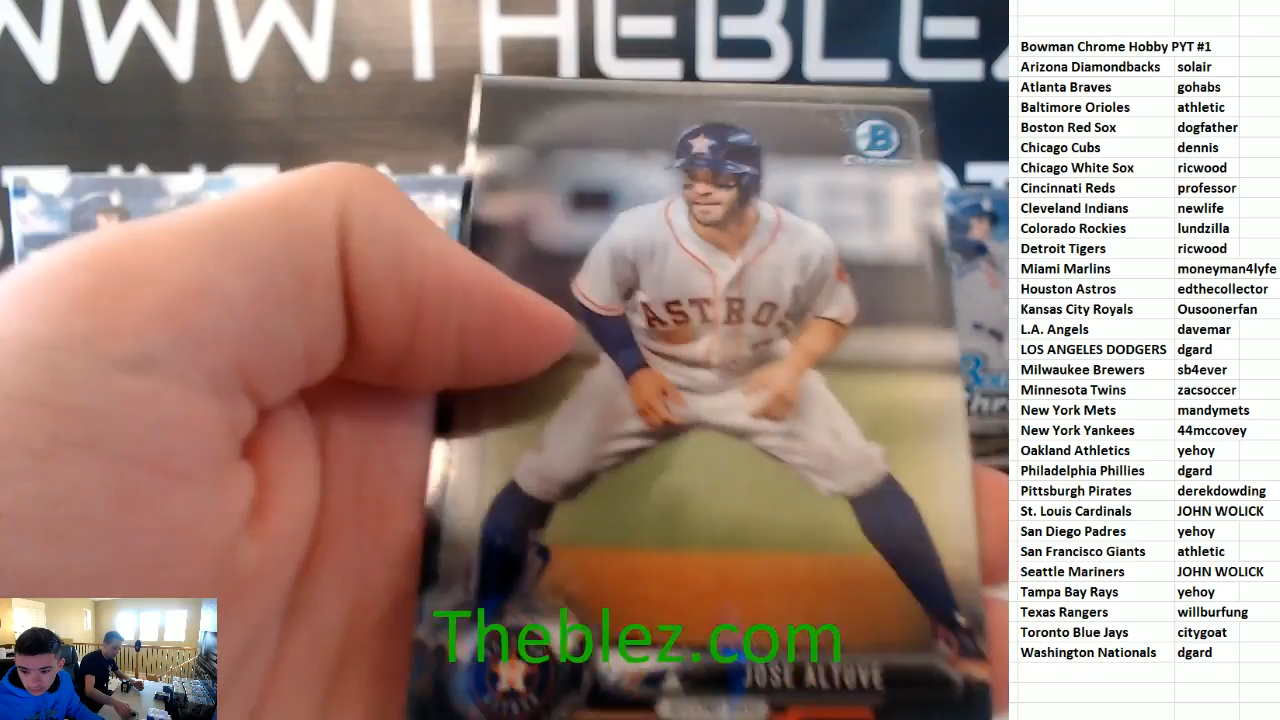 WWW.THEBLEZ
B
ASTROS
Theblez.com
JOSE ALTUVE
Bowman Chrome Hobby PYT #1
Arizona Diamondbacks solair
Atlanta Braves gohabs
Baltimore Orioles athletic
Boston Red Sox dogfather
Chicago Cubs dennis
Chicago White Sox ricwood
Cincinnati Reds professor
Cleveland Indians newlife
Colorado Rockies lundzilla
Detroit Tigers ricwood
Miami Marlins moneyman4lyfe
Houston Astros edthecollector
Kansas City Royals Ousoonerfan
L.A. Angels davemar
LOS ANGELES DODGERS dgard
Milwaukee Brewers sb4ever
Minnesota Twins zacsoccer
New York Mets mandymets
New York Yankees 44mccovey
Oakland Athletics yehoy
Philadelphia Phillies dgard
Pittsburgh Pirates derekdowding
St. Louis Cardinals JOHN WOLICK
San Diego Padres yehoy
San Francisco Giants athletic
Seattle Mariners JOHN WOLICK
Tampa Bay Rays yehoy
Texas Rangers willburfung
Toronto Blue Jays citygoat
Washington Nationals dgard